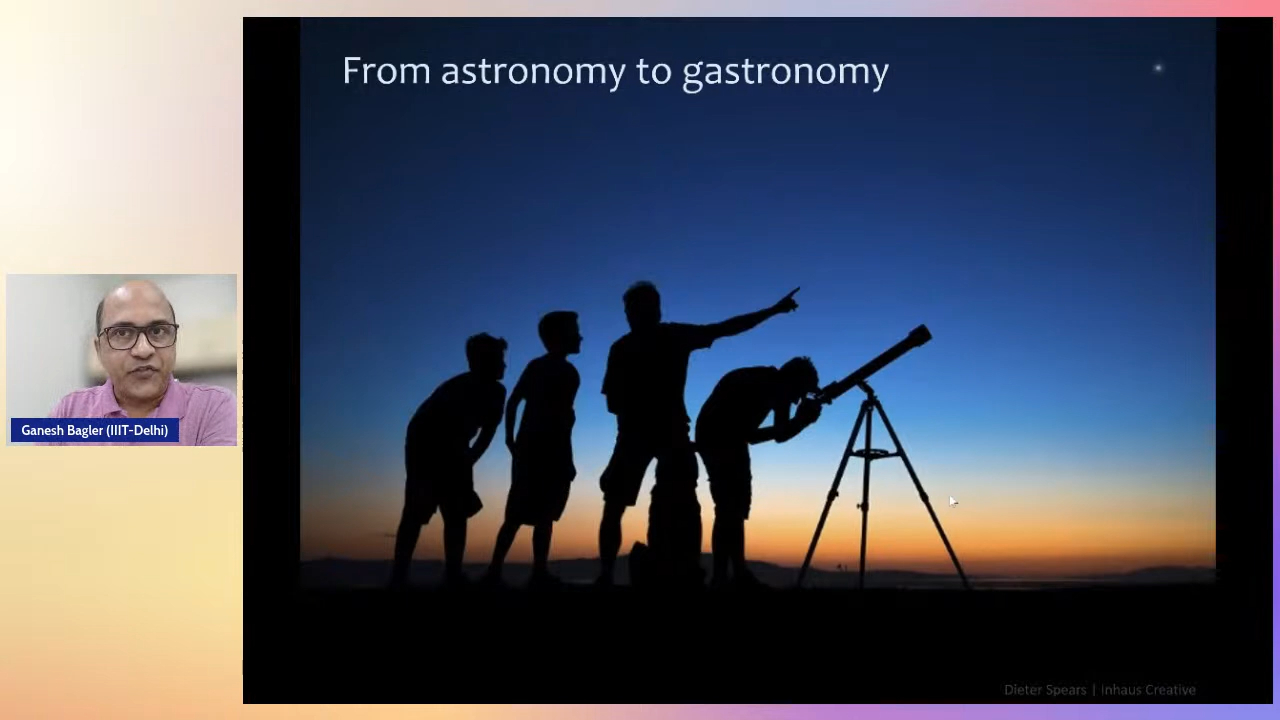 From astronomy to gastronomy
Ganesh Bagler (IIIT-Delhi)
Dieter Spears | Inhaus Creative